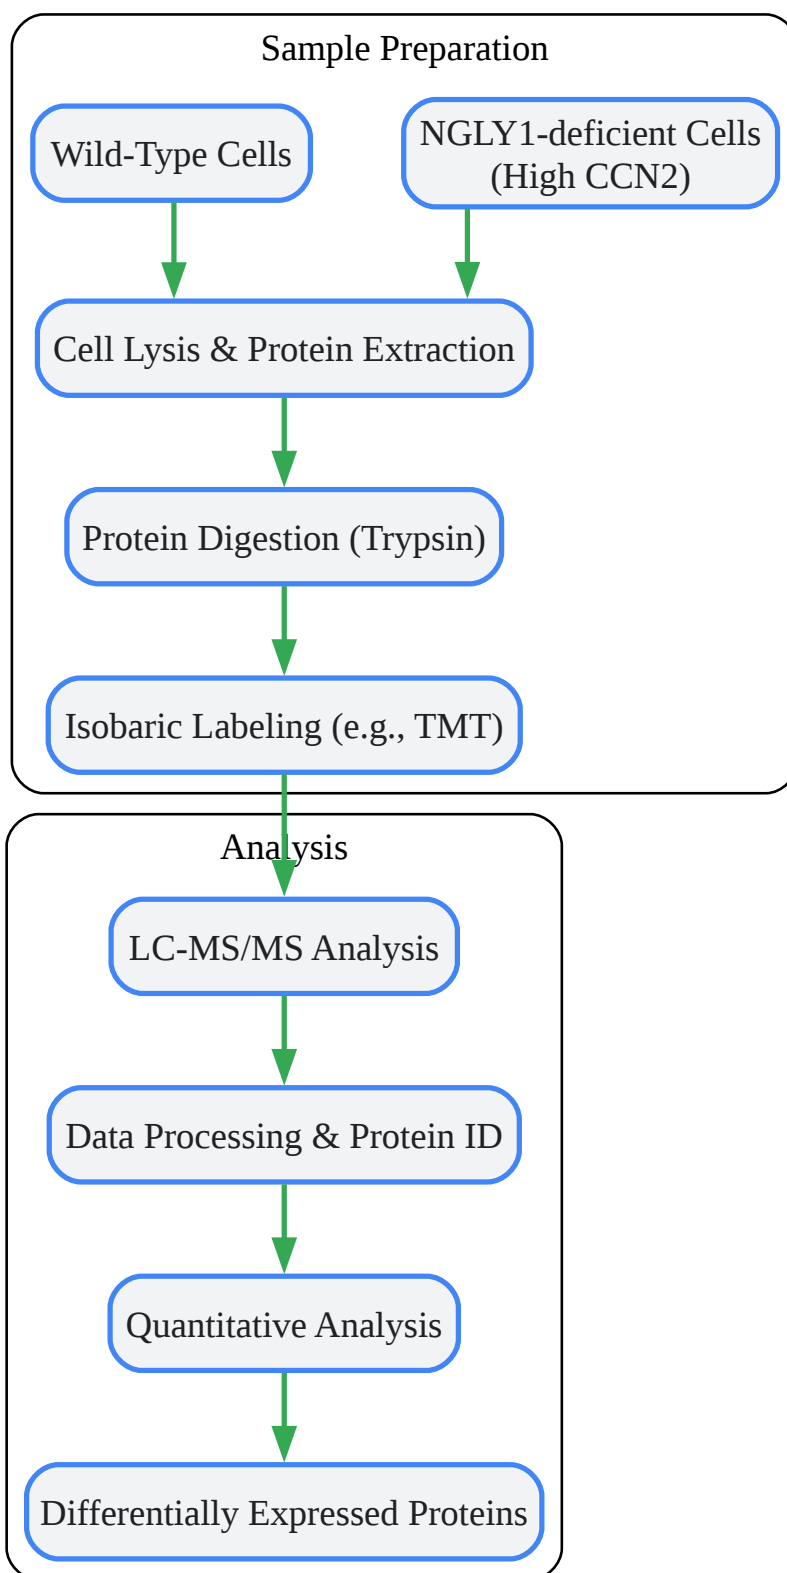 Sample Preparation
Wild-Type Cells
NGLY1-deficient Cells
(High CCN2)
Cell Lysis & Protein Extraction
Protein Digestion (Trypsin)
Isobaric Labeling (e.g., TMT)
Analysis
LC-MS/MS Analysis
Data Processing & Protein ID
Quantitative Analysis
Differentially Expressed Proteins